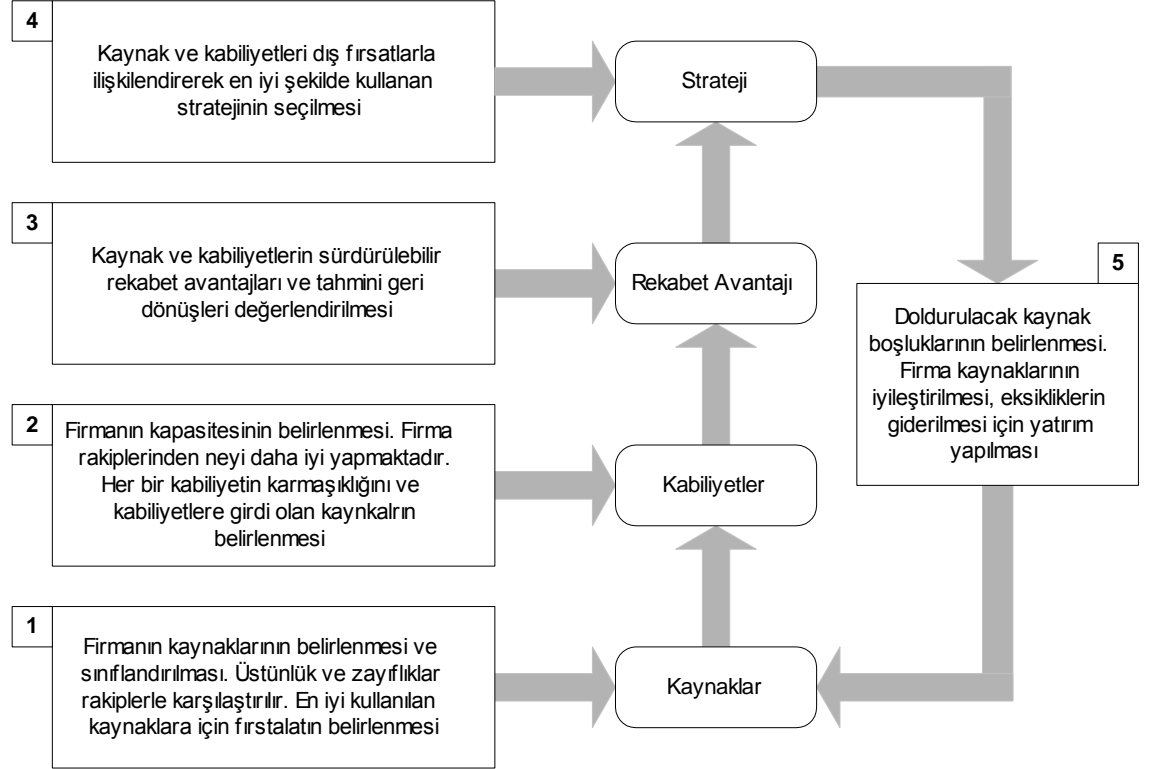 4
Kaynak ve kabiliyetleri dış fırsatlarla
ilişkilendirerek en iyi şekilde kullanan
stratejinin seçilmesi
Strateji
3
Kaynak ve kabiliyetlerin sürdürülebilir
rekabet avantajları ve tahmini geri
dönüşleri değerlendirilmesi
Rekabet Avantajı
5
Doldurulacak kaynak
boşluklarının belirlenmesi.
Firma kaynaklarının
iyileştirilmesi, eksikliklerin
giderilmesi için yatırım
yapılması
2
Firmanın kapasitesinin belirlenmesi. Firma
rakiplerinden neyi daha iyi yapmaktadır.
Her bir kabiliyetin karmaşıklığını ve
kabiliyetlere girdi olan kaynkalrın
belirlenmesi
Kabiliyetler
1
Firmanın kaynaklarının belirlenmesi ve
sınıflandırılması. Üstünlük ve zayıflıklar
rakiplerle karşılaştırılır. En iyi kullanılan
kaynaklara için fırstalatın belirlenmesi
Kaynaklar